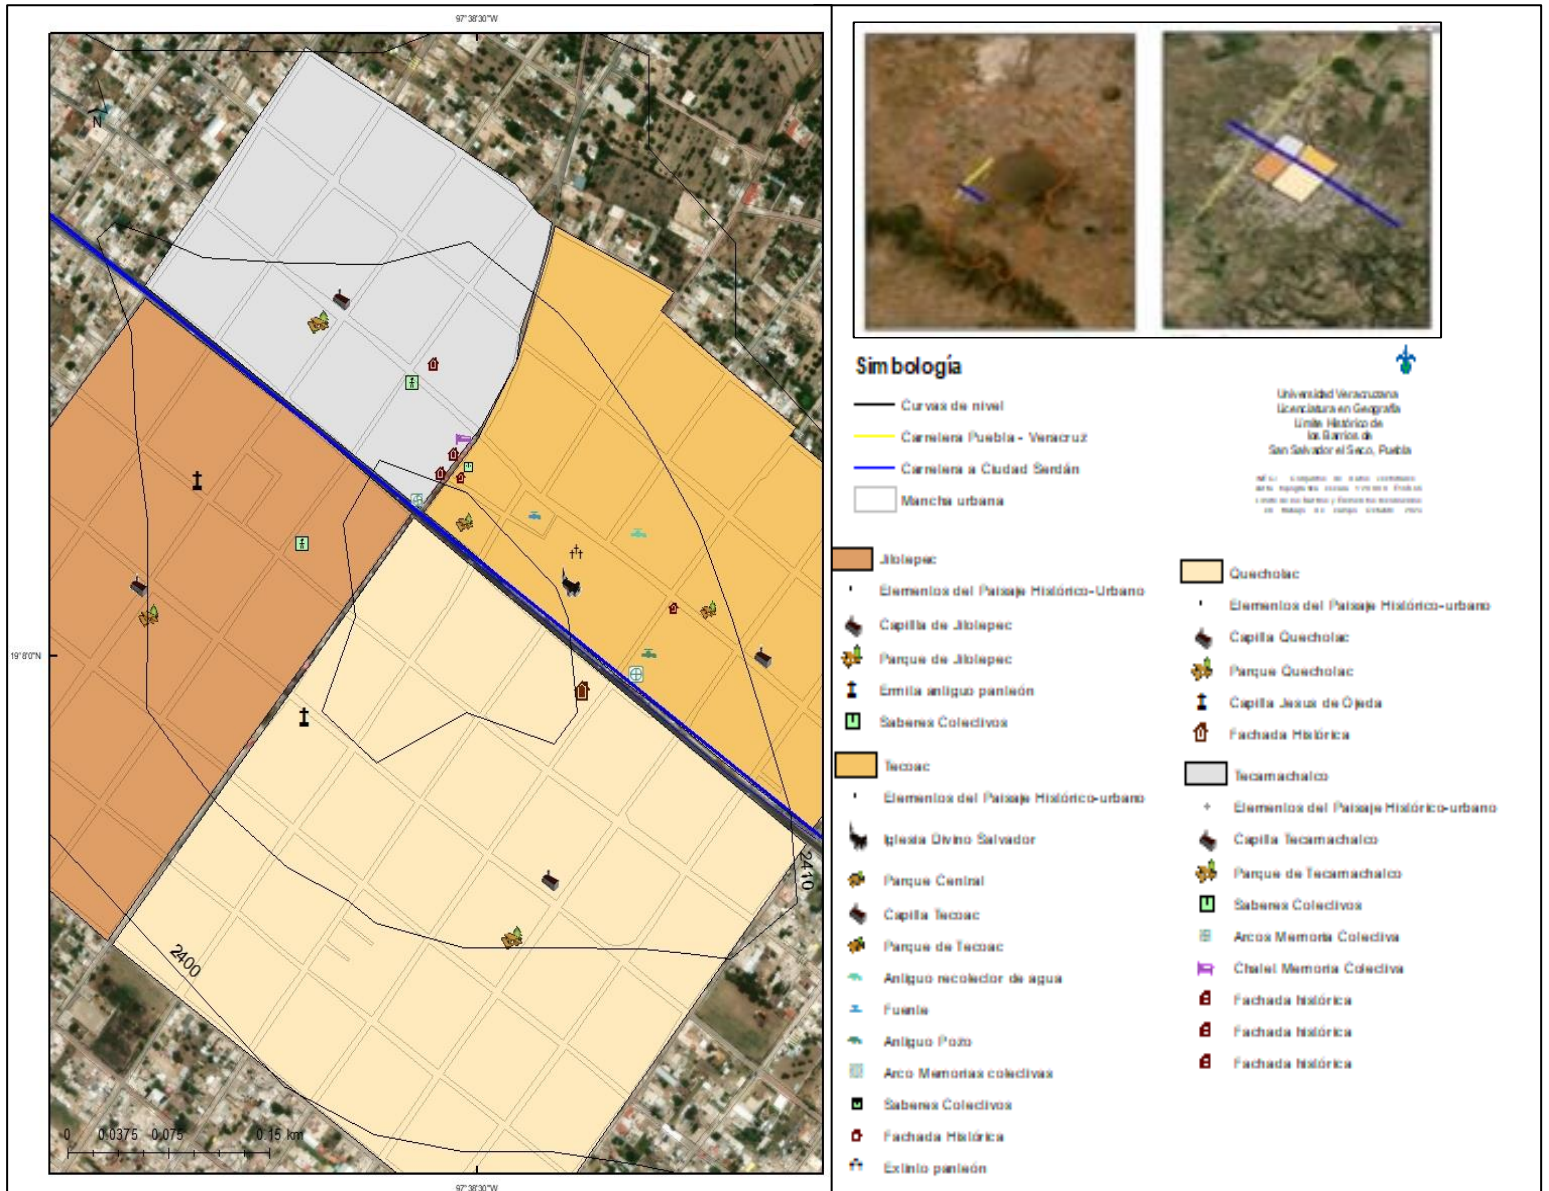 97°38'30"W
N
19°8'0"N
2410
2400
0 0.0375 0.075 0.15 km
97°38'30"W
Simbología
Curvas de nivel
Carretera Puebla - Veracruz
Carretera a Ciudad Serdán
Mancha urbana
Universidad Veracruzana
Licenciatura en Geografía
Límite Histórico de
los Barrios de
San Salvador el Seco, Puebla
Jilotepec
Elementos del Paisaje Histórico-Urbano
Capilla de Jilotepec
Parque de Jilotepec
Ermita antiguo panteón
Saberes Colectivos
Tecoac
Elementos del Paisaje Histórico-urbano
Iglesia Divino Salvador
Parque Central
Capilla Tecoac
Parque de Tecoac
Antiguo recolector de agua
Fuente
Antiguo Pozo
Arco Memorias colectivas
Saberes Colectivos
Fachada Histórica
Extinto panteón
Quecholac
Elementos del Paisaje Histórico-urbano
Capilla Quecholac
Parque Quecholac
Capilla Jesus de Ojeda
Fachada Histórica
Tecamachalco
Elementos del Paisaje Histórico-urbano
Capilla Tecamachalco
Parque de Tecamachalco
Saberes Colectivos
Arcos Memoria Colectiva
Chalet Memoria Colectiva
Fachada histórica
Fachada histórica
Fachada histórica